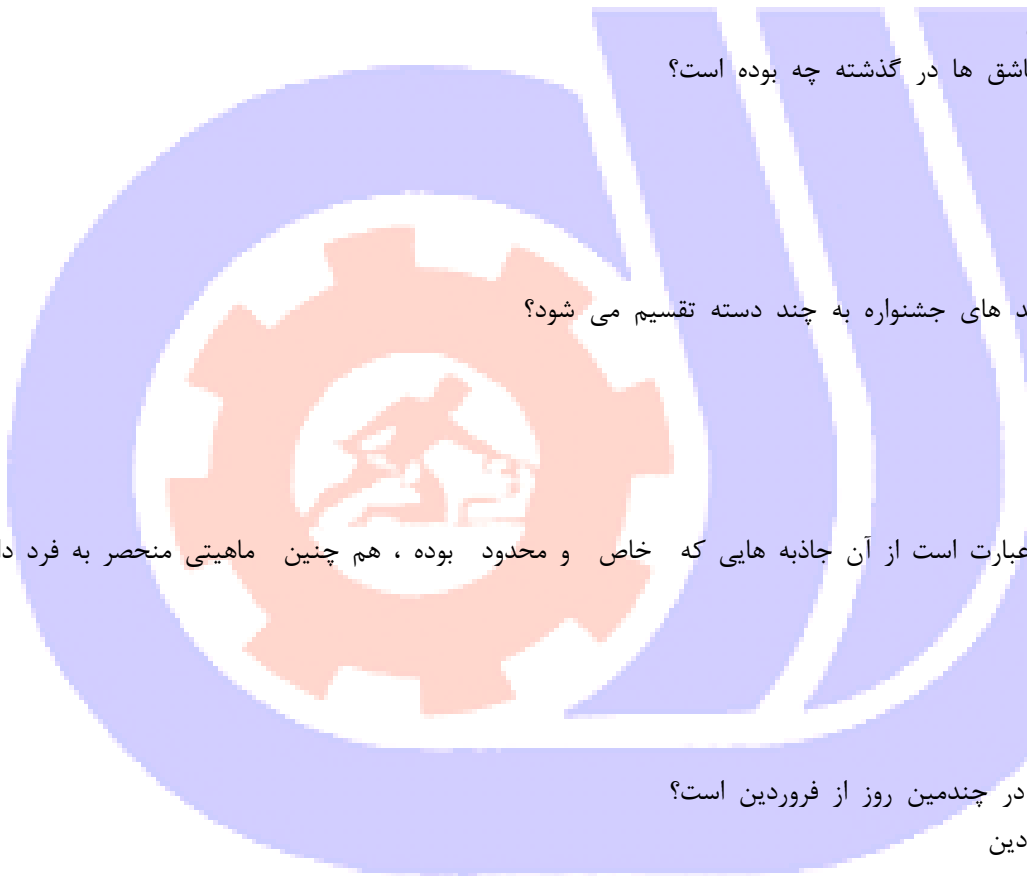 اشق ها در گذشته چه بوده است؟
د های جشنواره به چند دسته تقسیم می شود؟
عبارت است از آن جاذبه هایی که خاص و محدود بوده ، هم چنین ماهیتی منحصر به فرد دا
در چندمین روز از فروردین است؟
دین